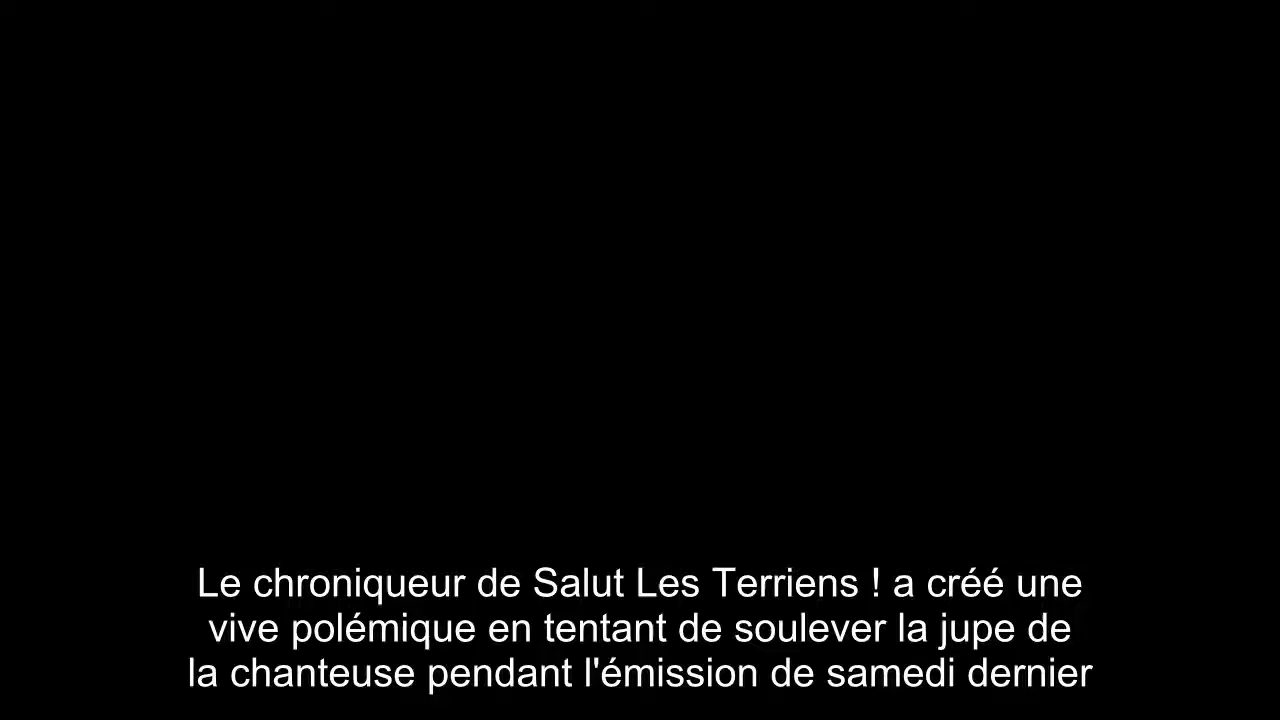 Le chroniqueur de Salut Les Terriens ! a créé une
vive polémique en tentant de soulever la jupe de
la chanteuse pendant l'émission de samedi dernier